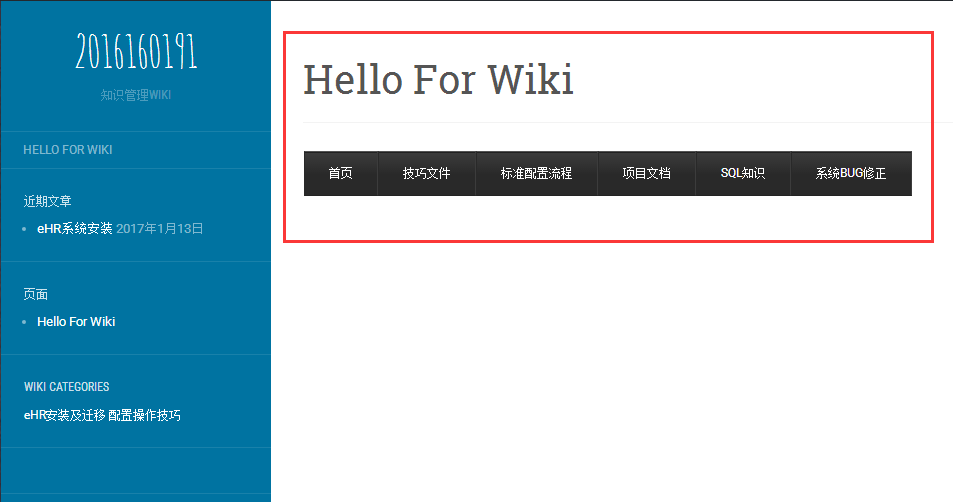 2016160191
知识管理WIKI
HELLO FOR WIKI
近期文章
eHR系统安装 2017年1月13日
页面
Hello For Wiki
WIKI CATEGORIES
eHR安装及迁移 配置操作技巧
Hello For Wiki
首页 技巧文件 标准配置流程 项目文档 SQL知识 系统BUG修正